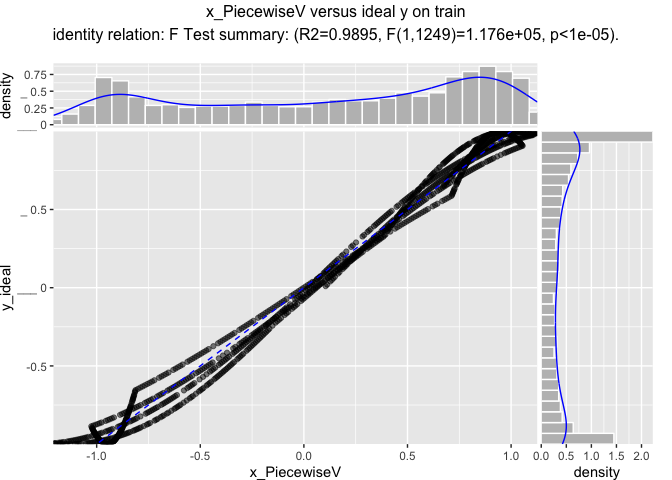 x_PiecewiseV versus ideal y on train
identity relation: F Test summary: (R2=0.9895, F(1,1249)=1.176e+05, p<1e-05).
density
0.75
0.5
0.25
0
y_ideal
0.5
0
-0.5
-1.0
-0.5
0.0
0.5
1.0
x_PiecewiseV
0.0
0.5
1.0
1.5
2.0
density